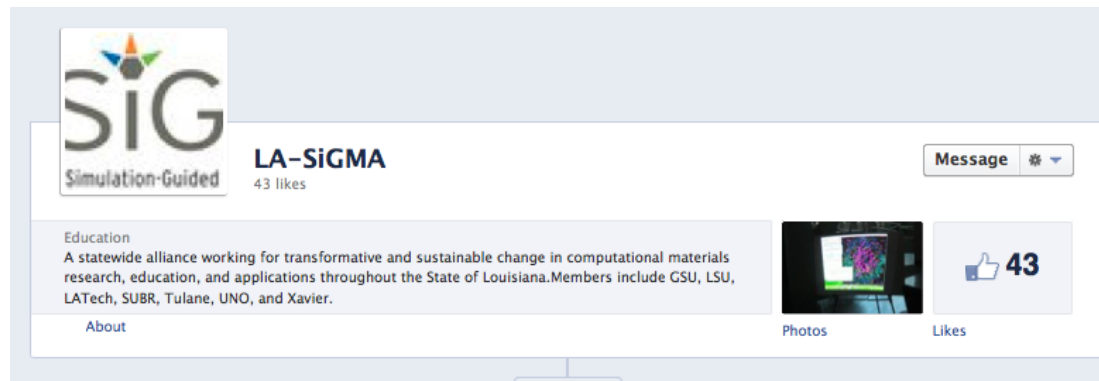 SiG
Simulation-Guided
LA-SiGMA
43 likes
Message
Education
A statewide alliance working for transformative and sustainable change in computational materials
research, education, and applications throughout the State of Louisiana.Members include GSU, LSU,
LATech, SUBR, Tulane, UNO, and Xavier.
About
43
Photos
Likes